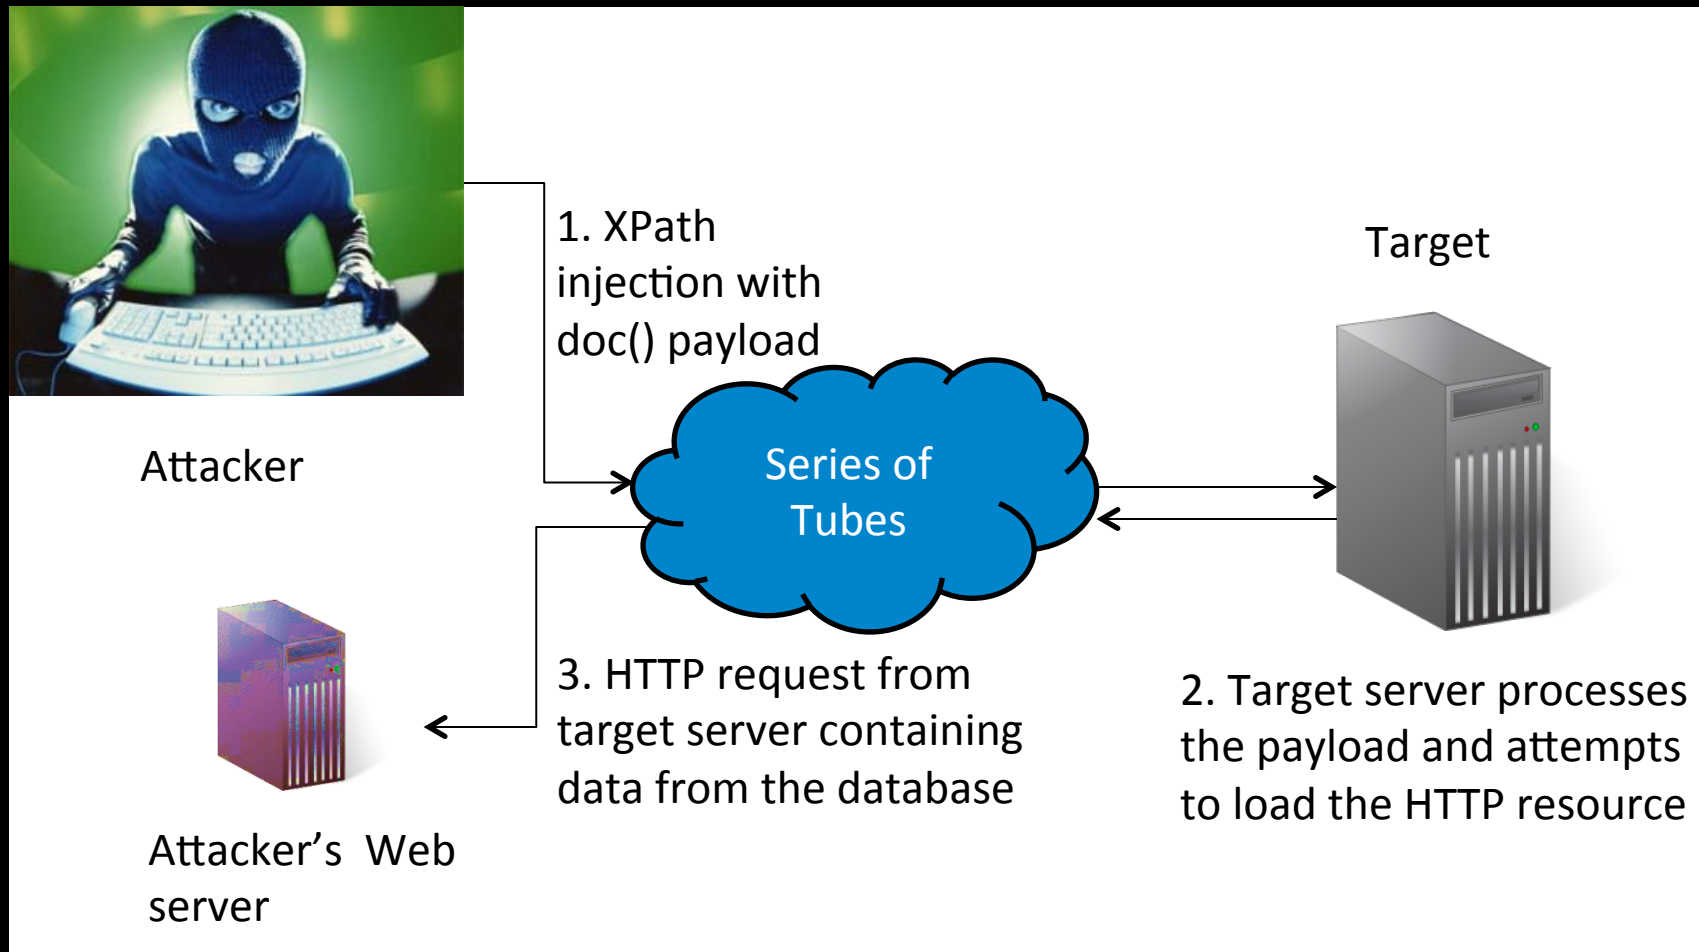 1. XPath
injection with
doc() payload
Target
Attacker
Series of
Tubes
3. HTTP request from
target server containing
data from the database
2. Target server processes
the payload and attempts
to load the HTTP resource
Attacker’s  Web
server